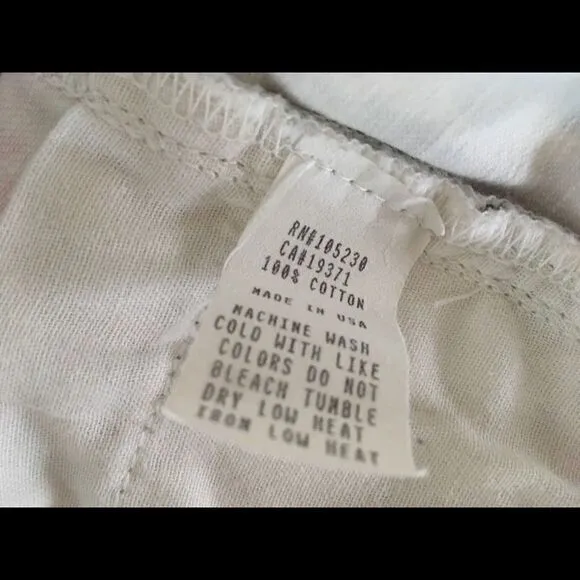 RN#105230
CA#19371
100% COTTON
MADE IN USA
MACHINE WASH
COLD WITH LIKE
COLORS DO NOT
BLEACH TUMBLE
DRY LOW HEAT
IRON LOW HEAT